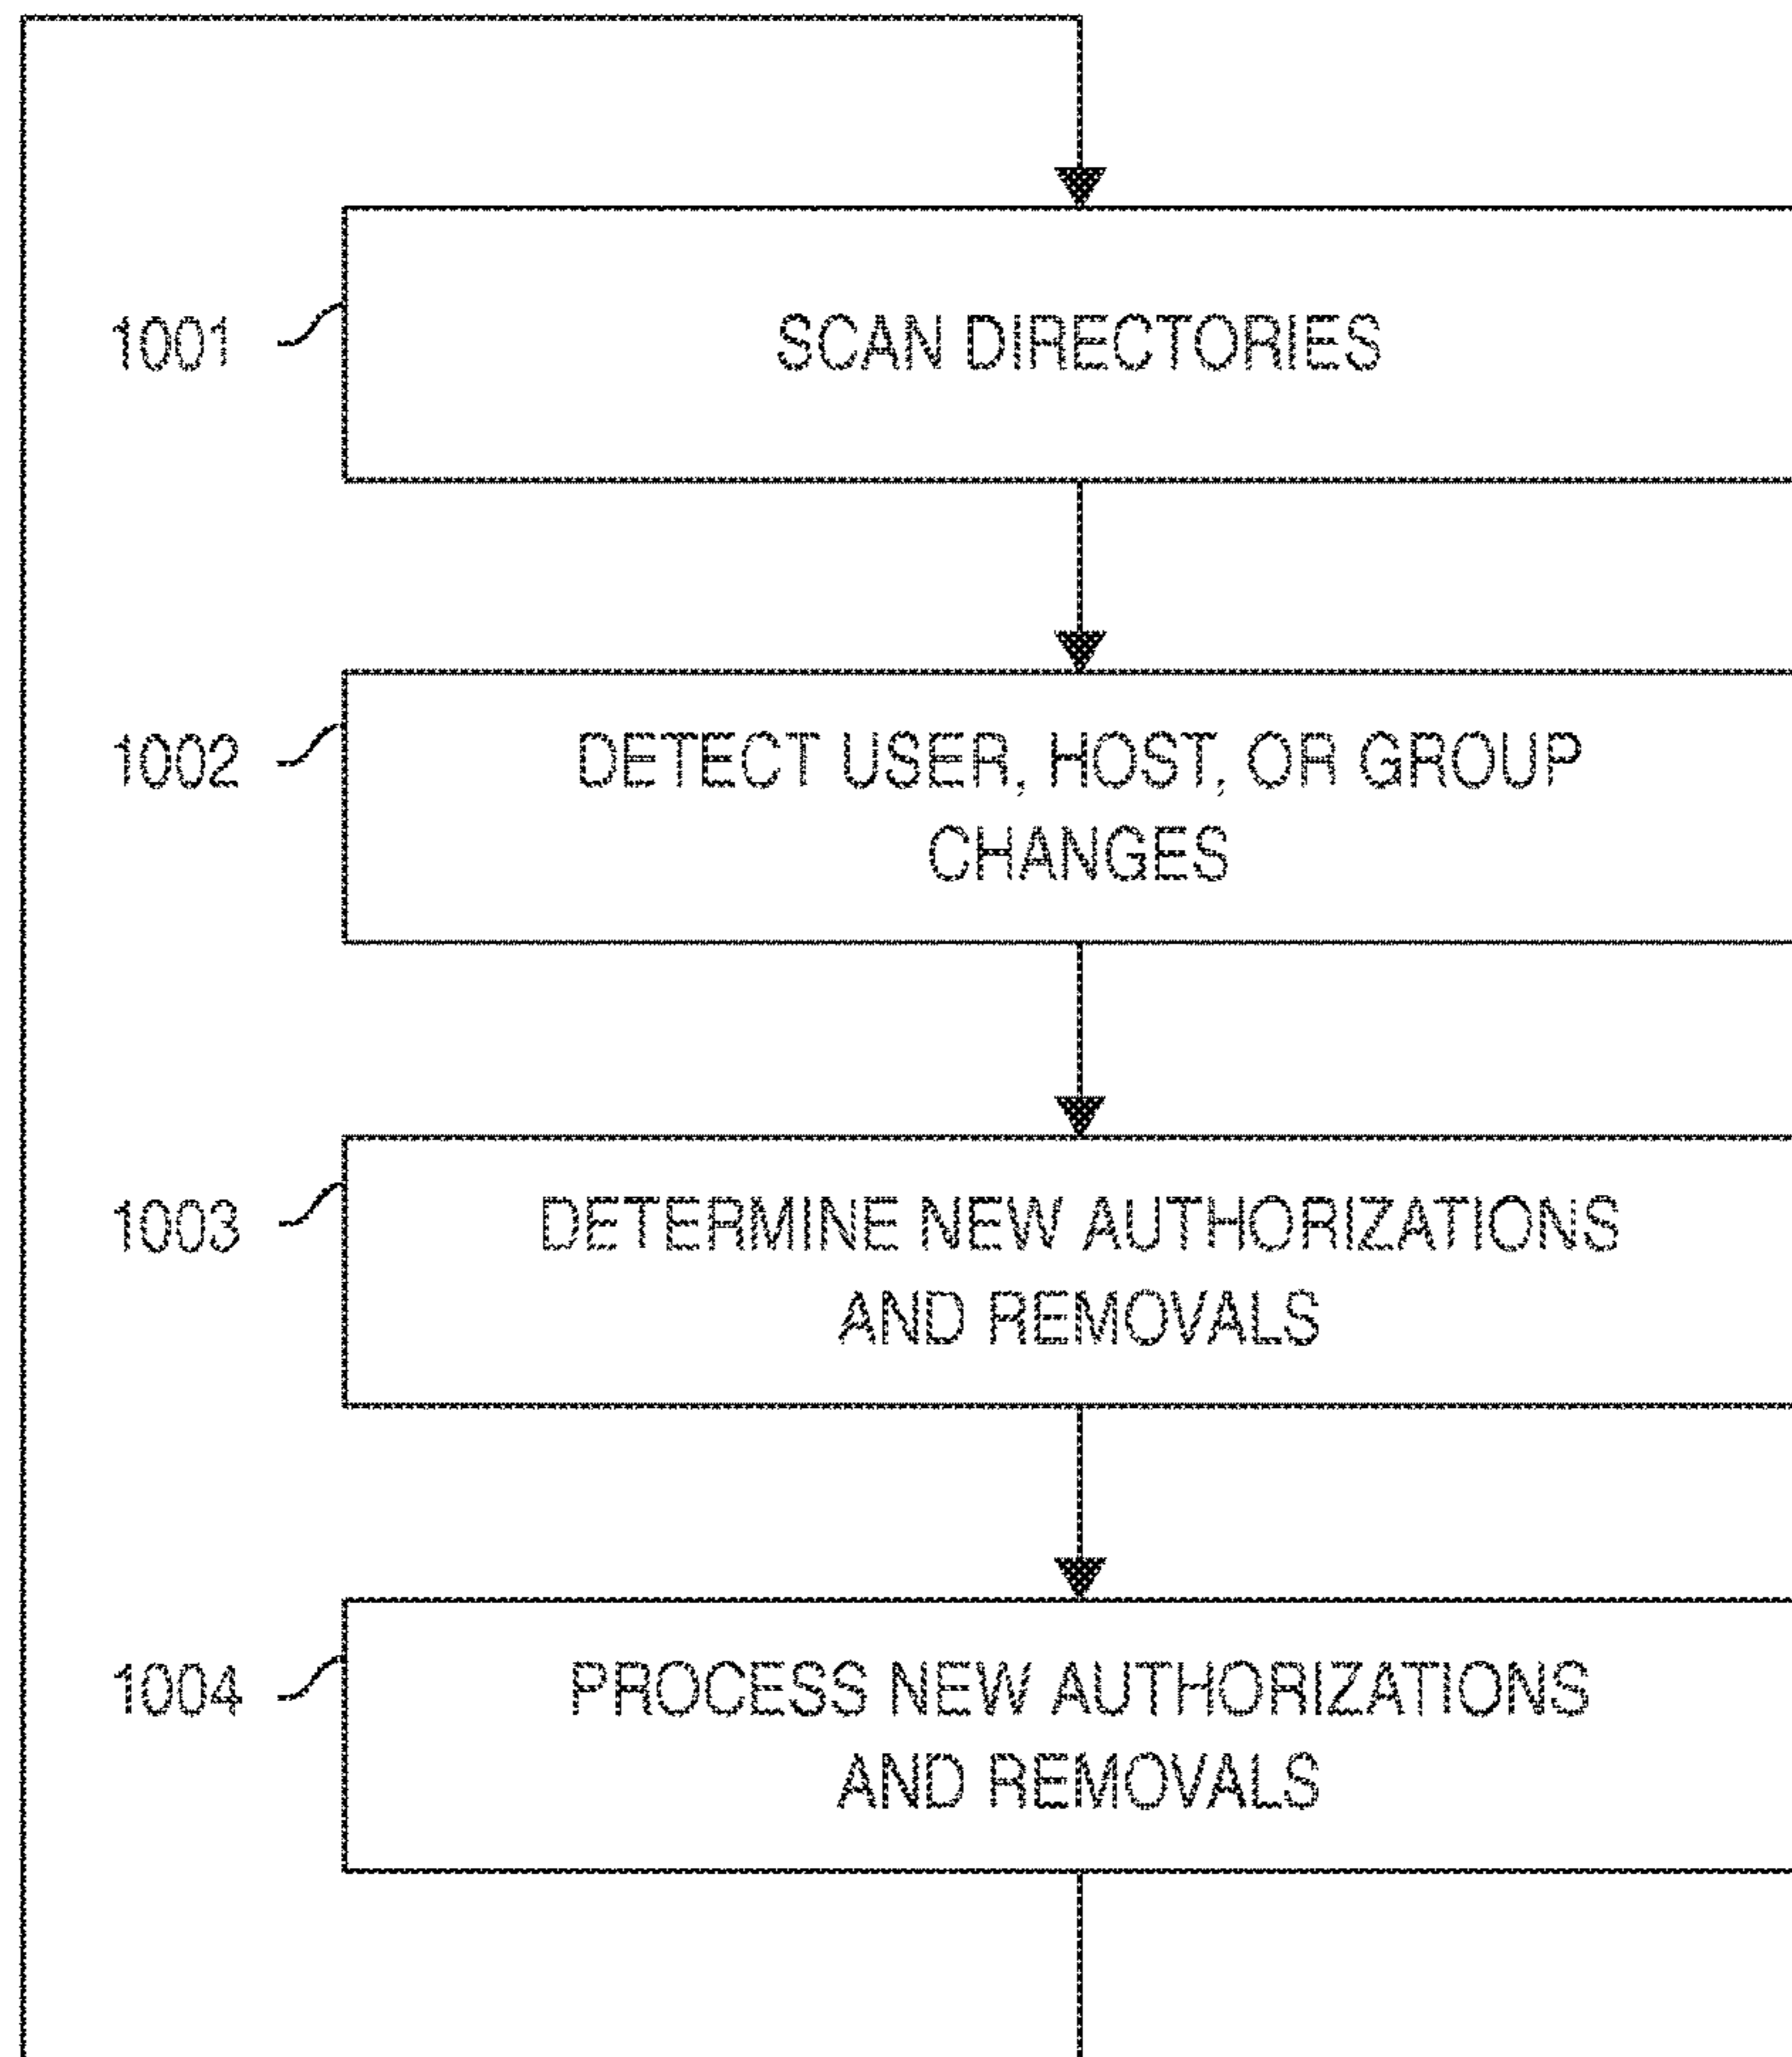 1001
SCAN DIRECTORIES
1002
DETECT USER, HOST, OR GROUP
CHANGES
1003
DETERMINE NEW AUTHORIZATIONS
AND REMOVALS
1004
PROCESS NEW AUTHORIZATIONS
AND REMOVALS